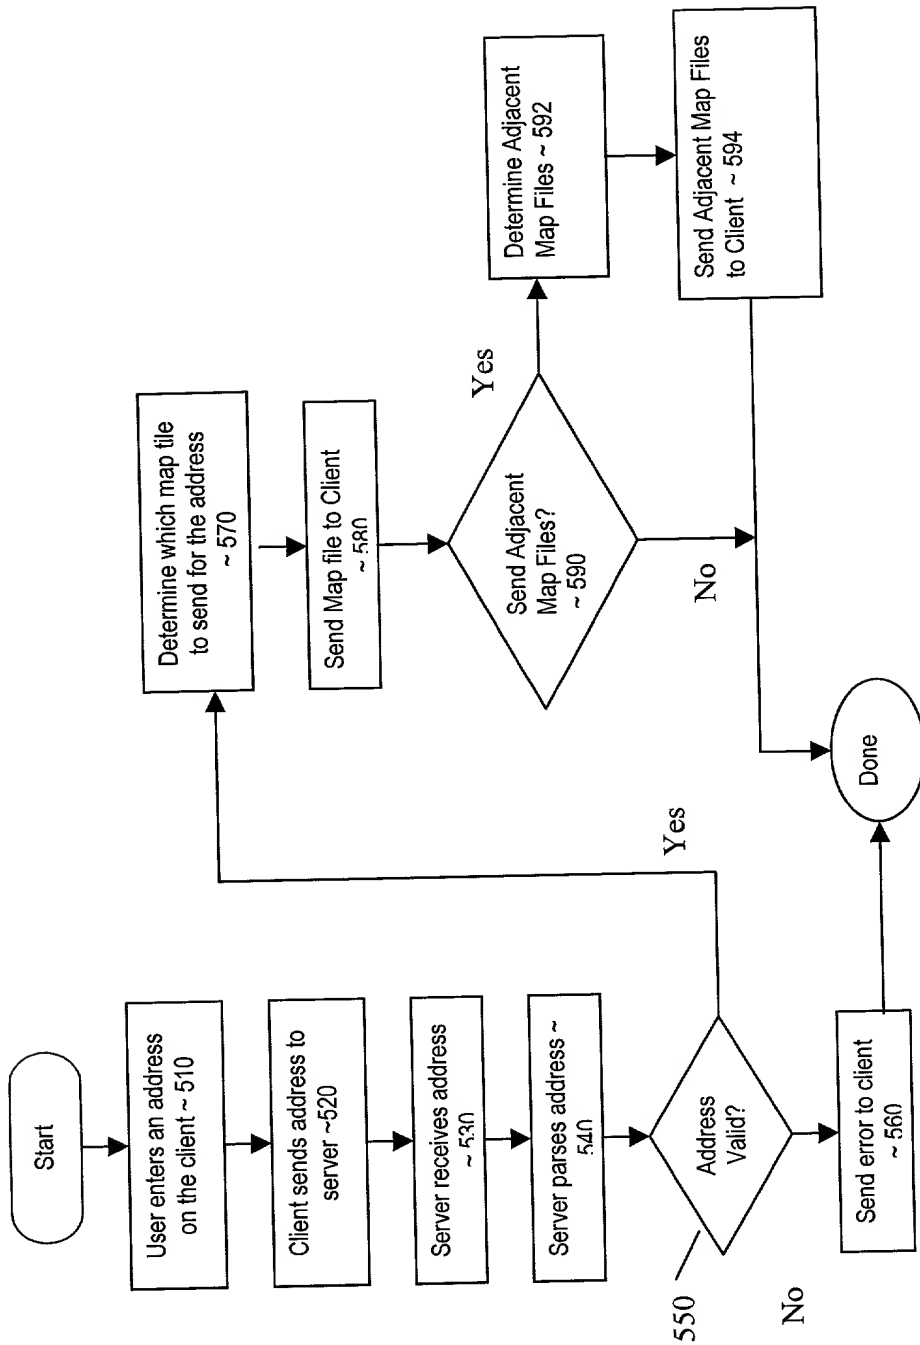 Start
User enters an address
on the client ~ 510
Client sends address to
server ~520
Server receives address
~ 530
Server parses address ~
540
Address
Valid?
550
No
Send error to client
~ 560
Yes
Determine which map tile
to send for the address
~ 570
Send Map file to Client
~ 580
Send Adjacent
Map Files?
~ 590
Yes
Determine Adjacent
Map Files ~ 592
Send Adjacent Map Files
to Client ~ 594
No
Done